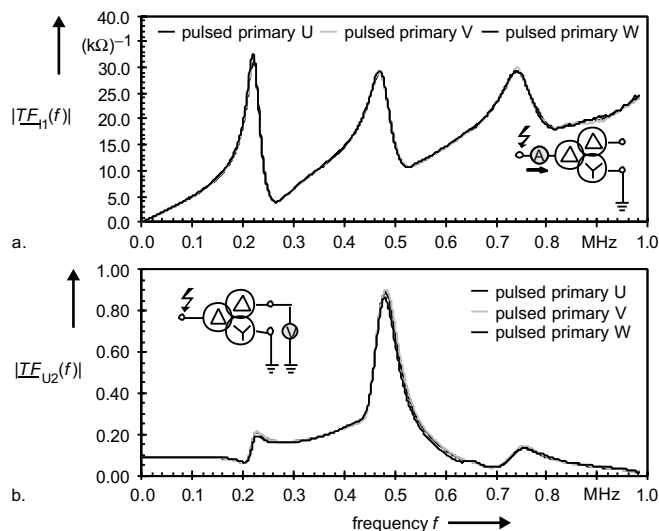 40.0
(kΩ)⁻¹
pulsed primary U pulsed primary V pulsed primary W
30.0
25.0
|TF_I1(f)|
20.0
15.0
10.0
5.0
0.0
A
a.
0.0 0.1 0.2 0.3 0.4 0.5 0.6 0.7 0.8 MHz 1.0
1.00
0.80
pulsed primary U
pulsed primary V
pulsed primary W
V
0.60
|TF_U2(f)|
0.40
0.20
0.00
b.
0.0 0.1 0.2 0.3 0.4 0.5 0.6 0.7 0.8 MHz 1.0
frequency f